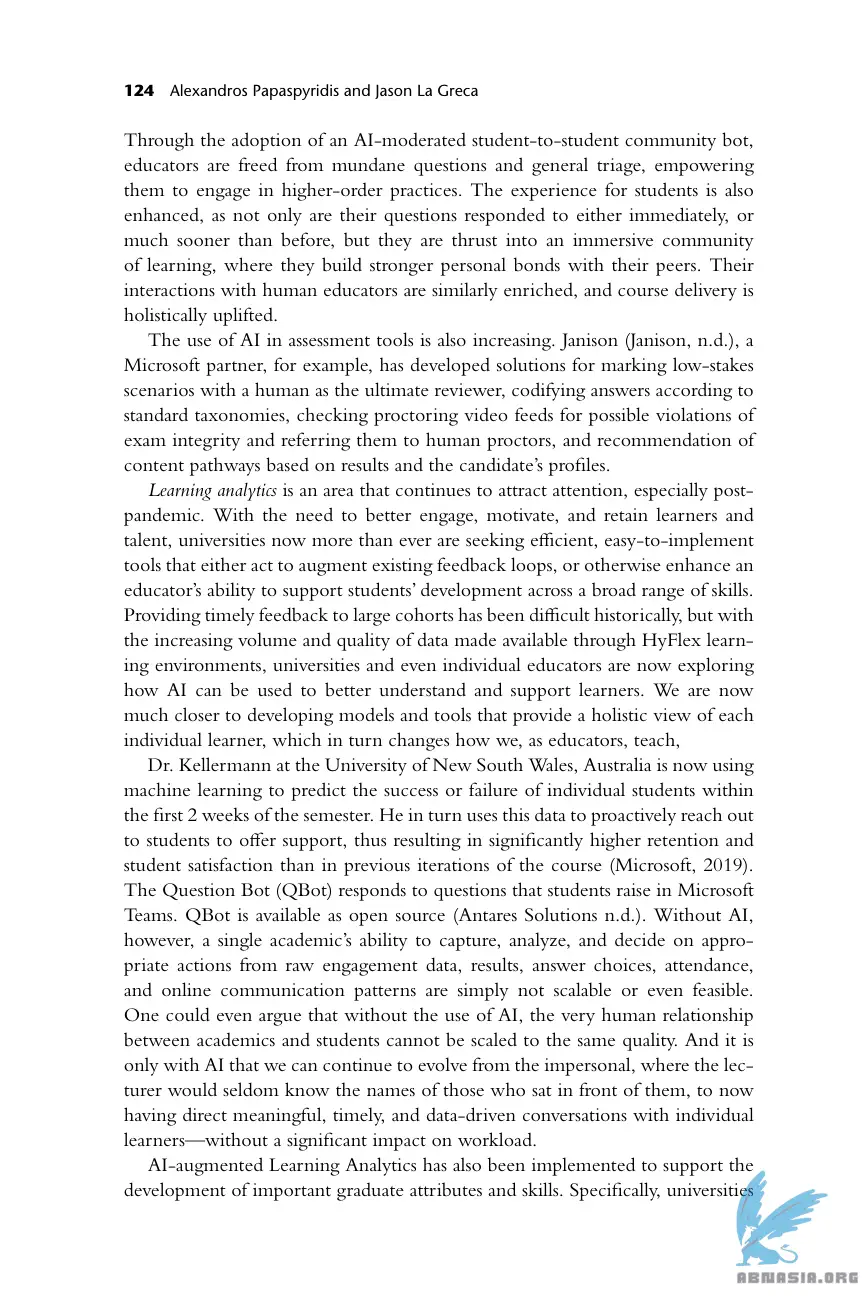 124 Alexandros Papaspyridis and Jason La Greca
Through the adoption of an AI-moderated student-to-student community bot,
educators are freed from mundane questions and general triage, empowering
them to engage in higher-order practices. The experience for students is also
enhanced, as not only are their questions responded to either immediately, or
much sooner than before, but they are thrust into an immersive community
of learning, where they build stronger personal bonds with their peers. Their
interactions with human educators are similarly enriched, and course delivery is
holistically uplifted.
The use of AI in assessment tools is also increasing. Janison (Janison, n.d.), a
Microsoft partner, for example, has developed solutions for marking low-stakes
scenarios with a human as the ultimate reviewer, codifying answers according to
standard taxonomies, checking proctoring video feeds for possible violations of
exam integrity and referring them to human proctors, and recommendation of
content pathways based on results and the candidate's profiles.
Learning analytics is an area that continues to attract attention, especially post-
pandemic. With the need to better engage, motivate, and retain learners and
talent, universities now more than ever are seeking efficient, easy-to-implement
tools that either act to augment existing feedback loops, or otherwise enhance an
educator's ability to support students' development across a broad range of skills.
Providing timely feedback to large cohorts has been difficult historically, but with
the increasing volume and quality of data made available through HyFlex learn-
ing environments, universities and even individual educators are now exploring
how AI can be used to better understand and support learners. We are now
much closer to developing models and tools that provide a holistic view of each
individual learner, which in turn changes how we, as educators, teach,
Dr. Kellermann at the University of New South Wales, Australia is now using
machine learning to predict the success or failure of individual students within
the first 2 weeks of the semester. He in turn uses this data to proactively reach out
to students to offer support, thus resulting in significantly higher retention and
student satisfaction than in previous iterations of the course (Microsoft, 2019).
The Question Bot (QBot) responds to questions that students raise in Microsoft
Teams. QBot is available as open source (Antares Solutions n.d.). Without AI,
however, a single academic's ability to capture, analyze, and decide on appro-
priate actions from raw engagement data, results, answer choices, attendance,
and online communication patterns are simply not scalable or even feasible.
One could even argue that without the use of AI, the very human relationship
between academics and students cannot be scaled to the same quality. And it is
only with AI that we can continue to evolve from the impersonal, where the lec-
turer would seldom know the names of those who sat in front of them, to now
having direct meaningful, timely, and data-driven conversations with individual
learners—without a significant impact on workload.
AI-augmented Learning Analytics has also been implemented to support the
development of important graduate attributes and skills. Specifically, universities
ABNASIA.ORG